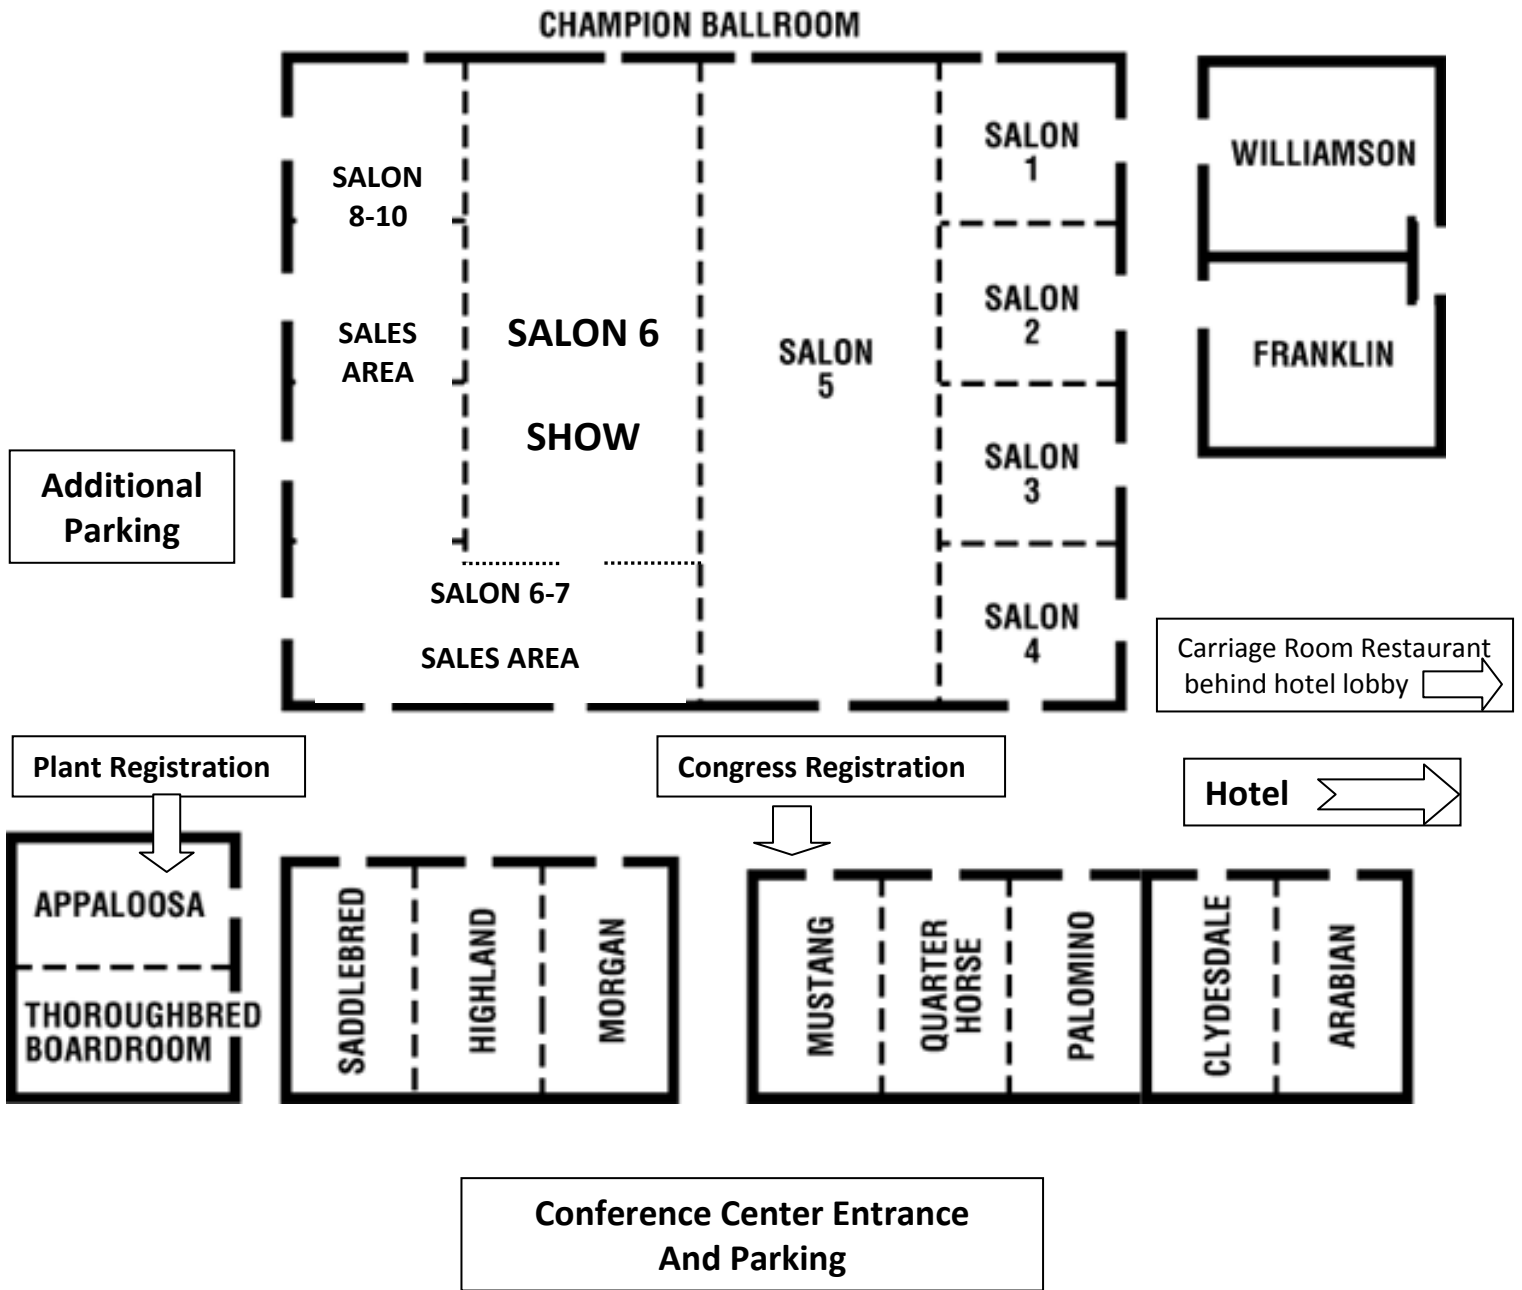 CHAMPION BALLROOM
SALON
8-10
SALES
AREA
SALON 6
SHOW
SALON
5
SALON
1
SALON
2
SALON
3
SALON
4
WILLIAMSON
FRANKLIN
Additional
Parking
SALON 6-7
SALES AREA
Carriage Room Restaurant
behind hotel lobby
Plant Registration
Congress Registration
Hotel
APPALOOSA
THOROUGHBRED
BOARDROOM
SADDLEBRED
HIGHLAND
MORGAN
MUSTANG
QUARTER
HORSE
PALOMINO
CLYDESDALE
ARABIAN
Conference Center Entrance
And Parking